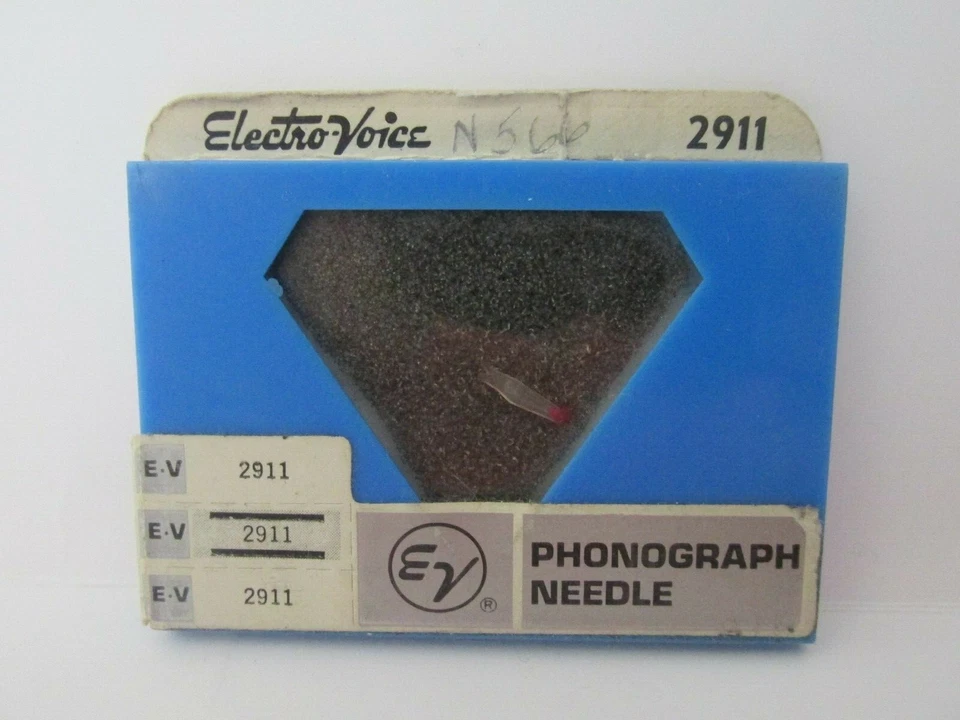 Electro-Voice N566 2911
E·V 2911
E·V 2911
E·V 2911
EV ®
PHONOGRAPH
NEEDLE